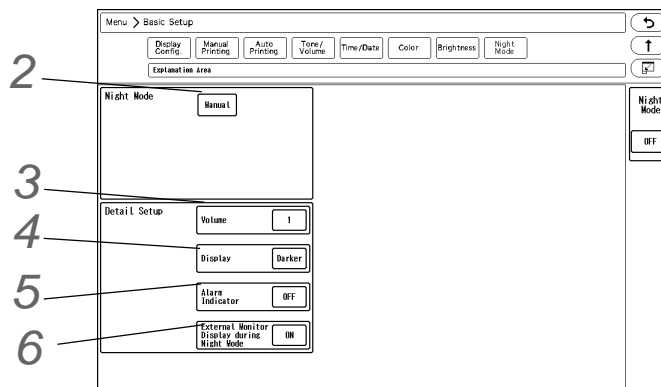 Menu > Basic Setup
Display Config.
Manual Printing
Auto Printing
Tone/ Volume
Time/Date
Color
Brightness
Night Mode
Explanation Area
2
Night Mode
Manual
Night
Mode
OFF
3
Detail Setup
Volume
1
4
Display
Darker
5
Alarm
Indicator
OFF
6
External Monitor
Display during
Night Mode
ON